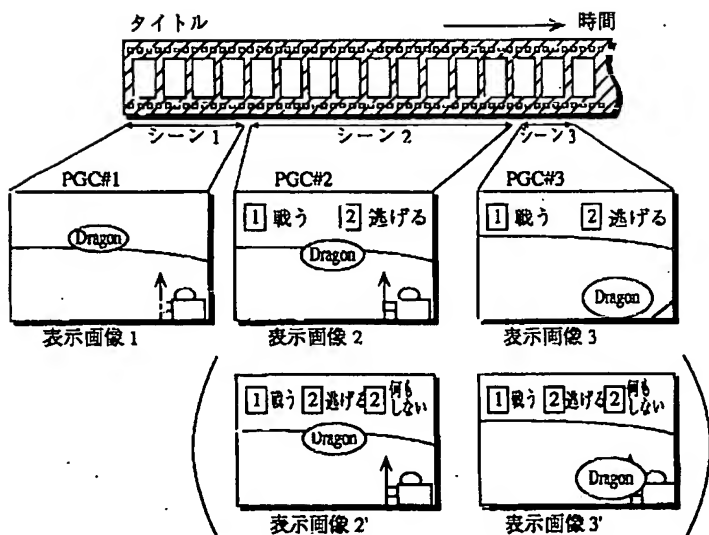 タイトル
時間
シーン 1
シーン 2
シーン 3
PGC#1
PGC#2
PGC#3
Dragon
1 戦う 2 逃げる
Dragon
1 戦う 2 逃げる
Dragon
表示画像 1
表示画像 2
表示画像 3
1 戦う 2 逃げる 2 何も
しない
Dragon
1 戦う 2 逃げる 2 何も
しない
Dragon
表示画像 2'
表示画像 3'